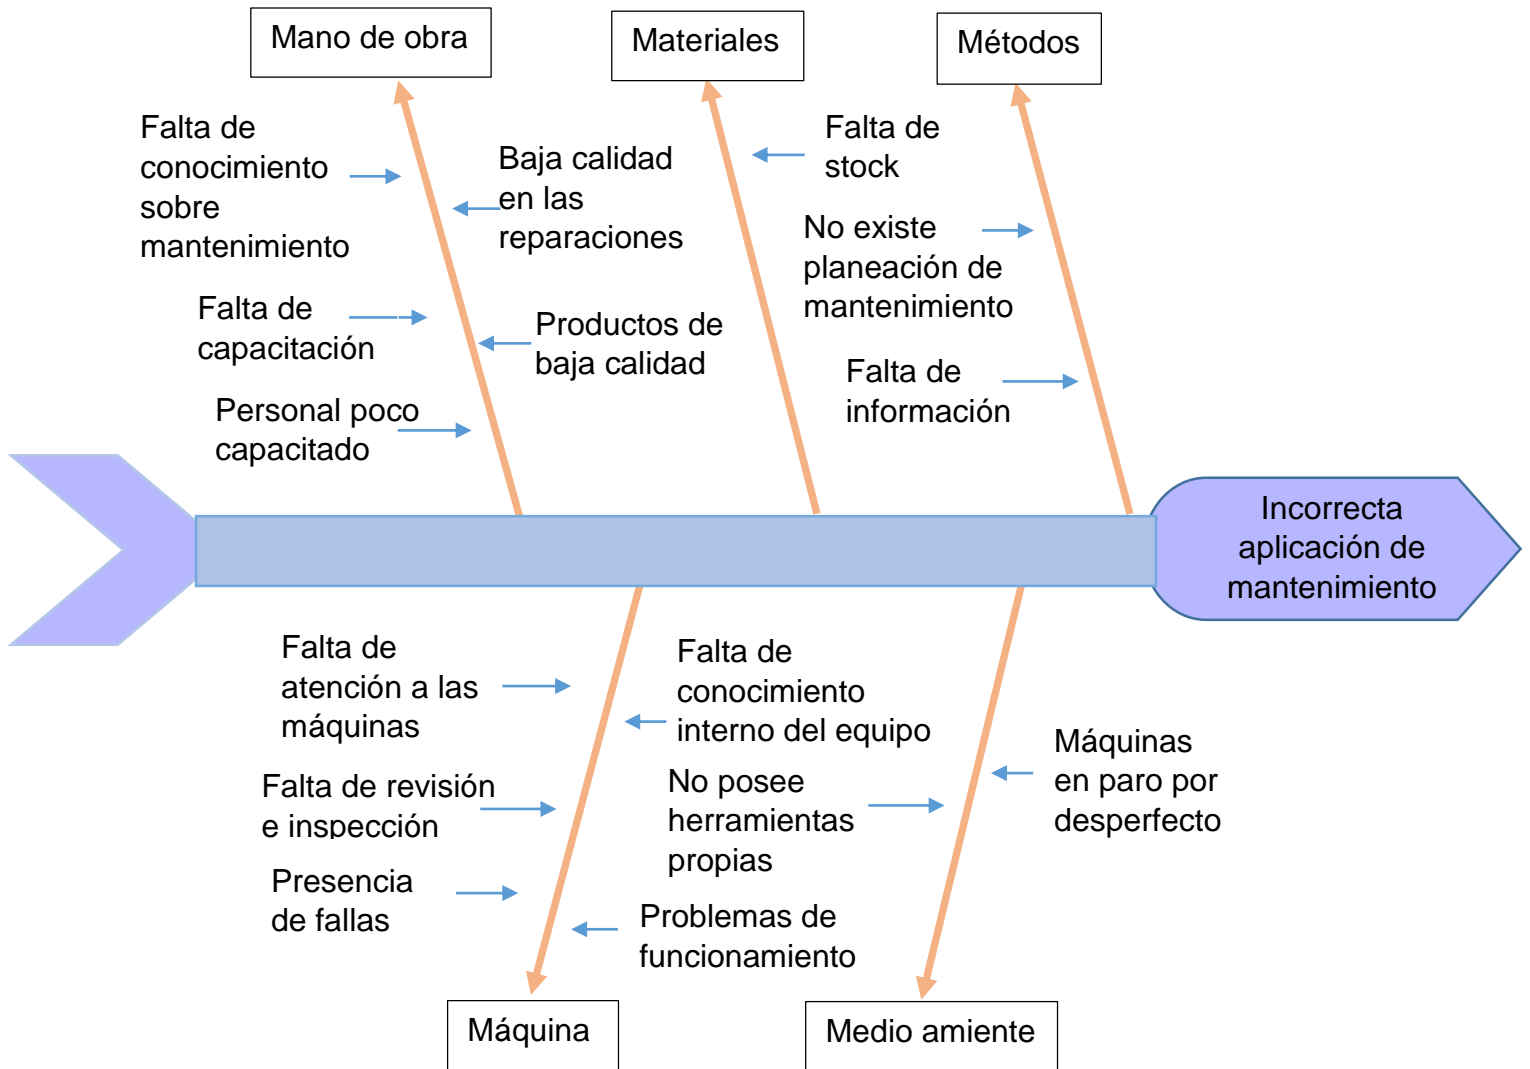 Mano de obra
Materiales
Métodos
Falta de
conocimiento
sobre
mantenimiento
Baja calidad
en las
reparaciones
Falta de
stock
No existe
planeación de
mantenimiento
Falta de
capacitación
Productos de
baja calidad
Falta de
información
Personal poco
capacitado
Incorrecta
aplicación de
mantenimiento
Falta de
atención a las
máquinas
Falta de
conocimiento
interno del equipo
Máquinas
en paro por
desperfecto
Falta de revisión
e inspección
No posee
herramientas
propias
Presencia
de fallas
Problemas de
funcionamiento
Máquina
Medio amiente